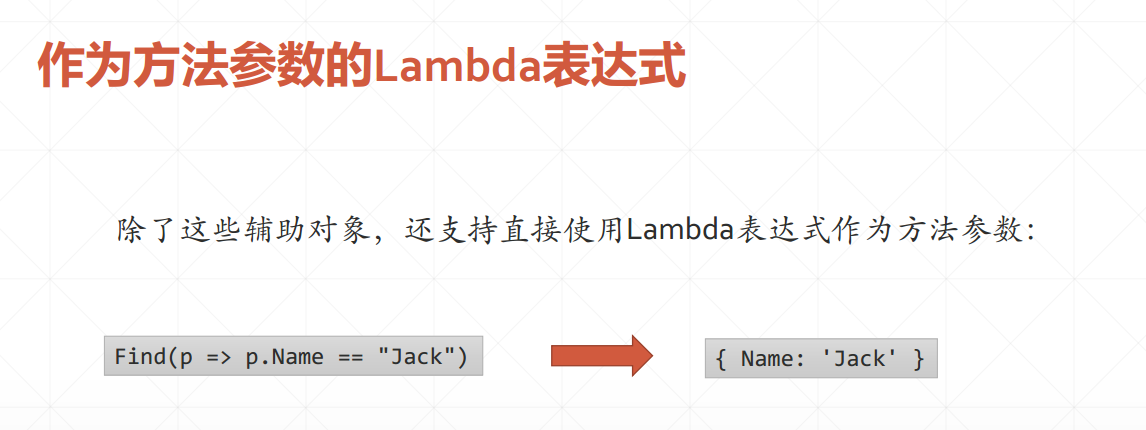 作为方法参数的Lambda表达式
除了这些辅助对象，还支持直接使用Lambda表达式作为方法参数：
Find(p => p.Name == "Jack")
{ Name: 'Jack' }